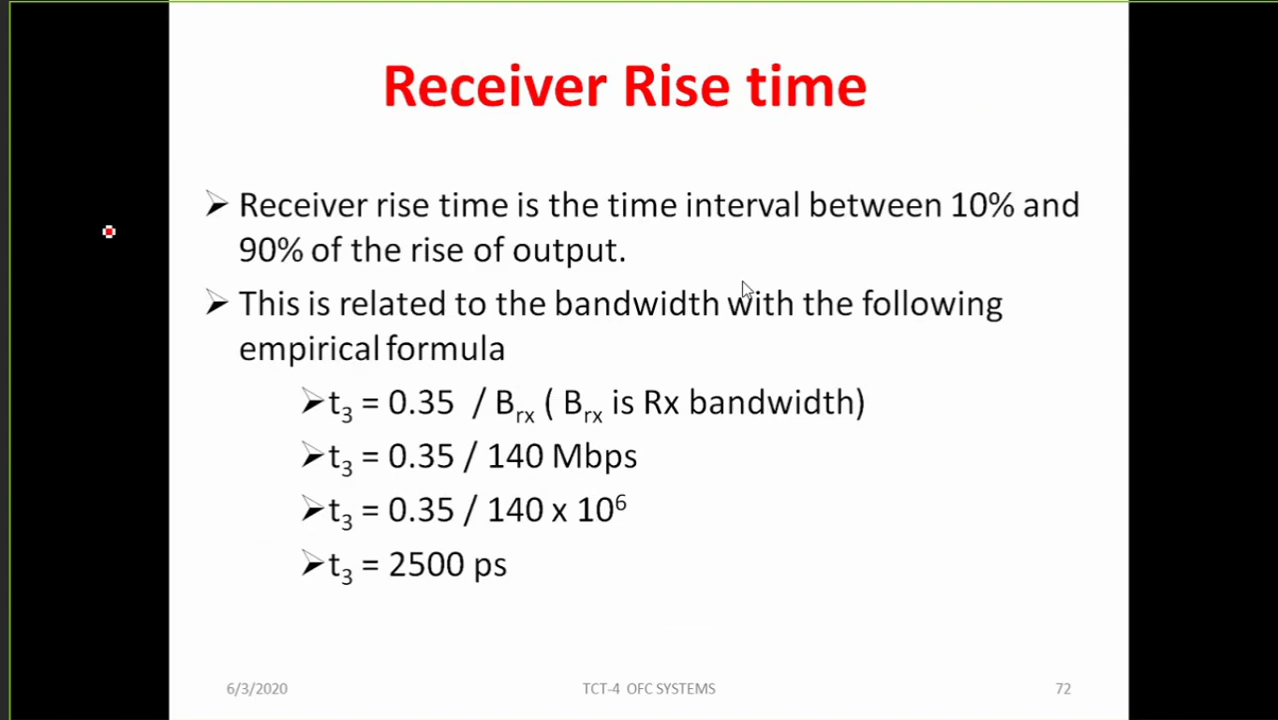 Receiver Rise time
➢ Receiver rise time is the time interval between 10% and
90% of the rise of output.
➢ This is related to the bandwidth with the following
empirical formula
➢t₃ = 0.35 / Brx ( Brx is Rx bandwidth)
➢t₃ = 0.35 / 140 Mbps
➢t₃ = 0.35 / 140 x 10⁶
➢t₃ = 2500 ps
6/3/2020 TCT-4 OFC SYSTEMS 72